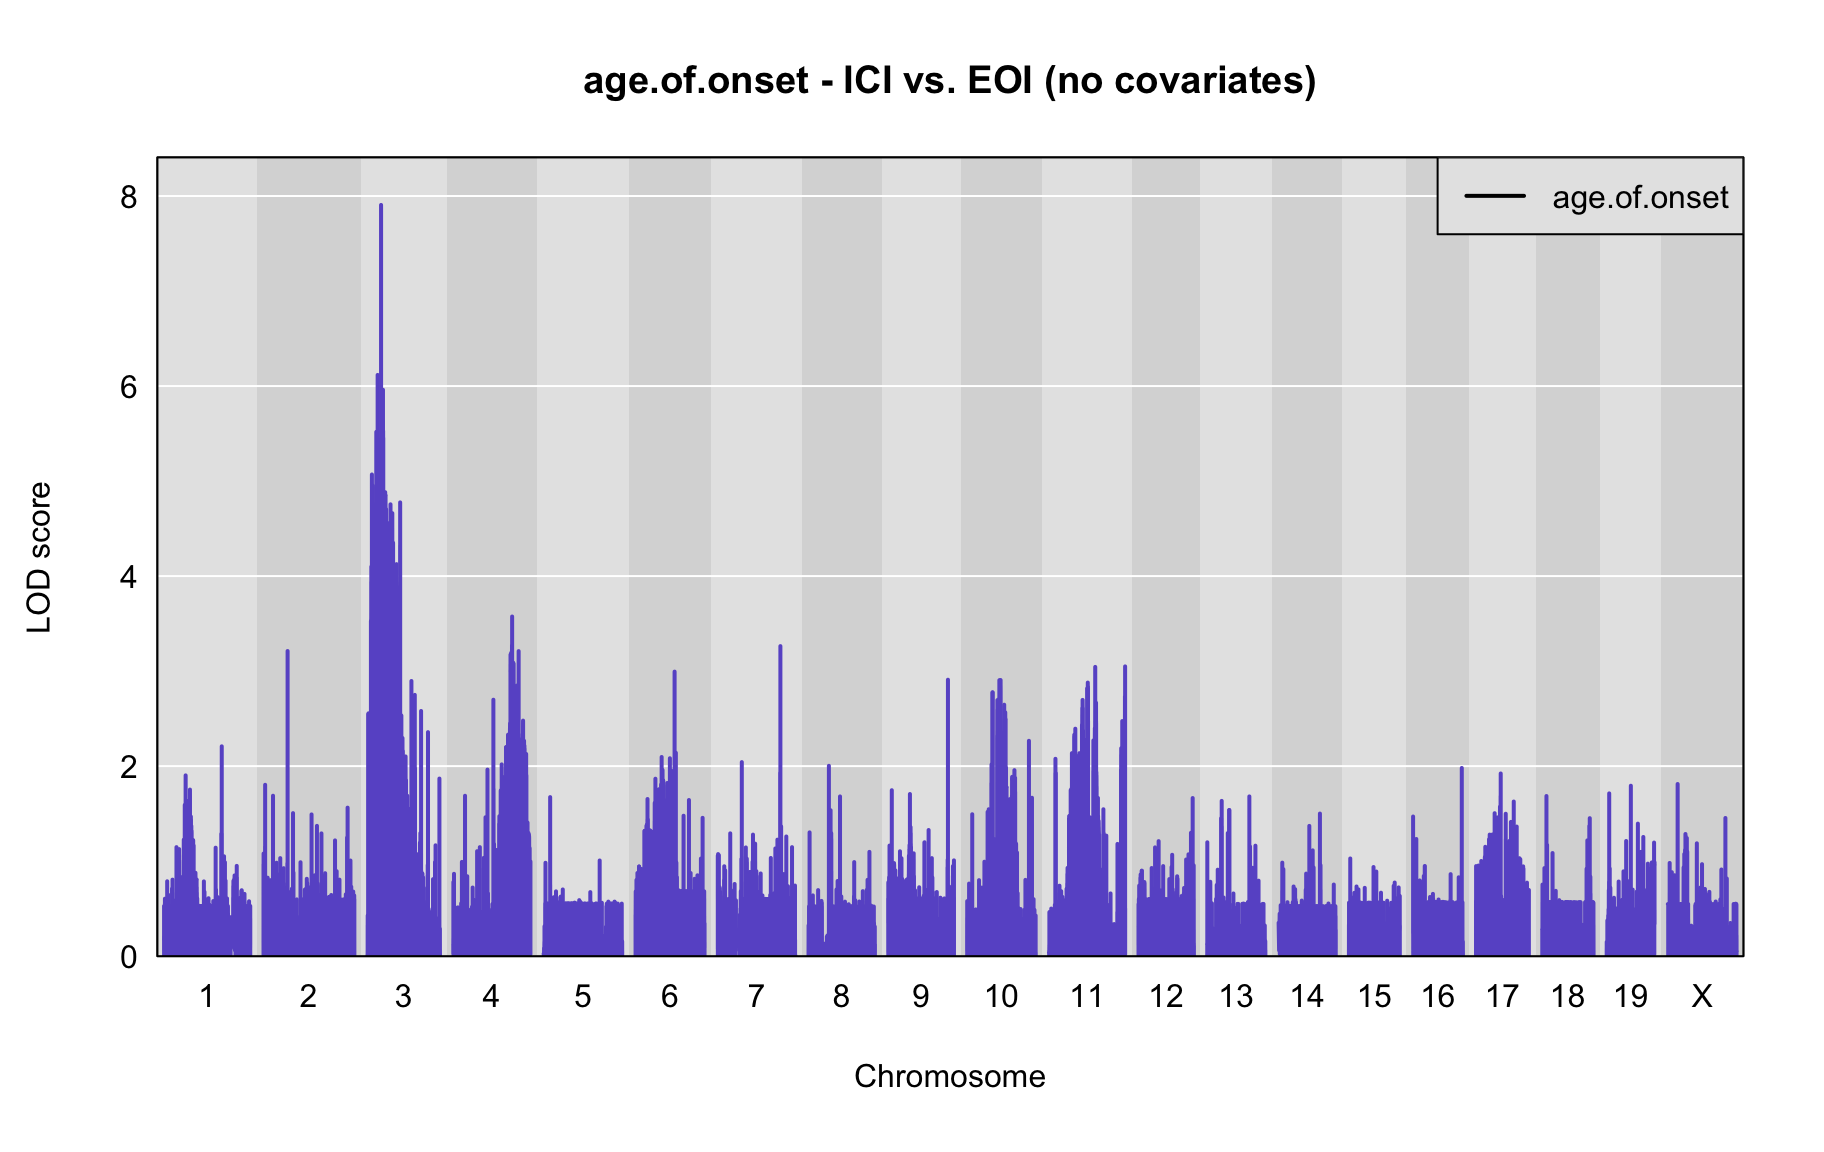 age.of.onset - ICI vs. EOI (no covariates)
age.of.onset
LOD score
8
6
4
2
0
1 2 3 4 5 6 7 8 9 10 11 12 13 14 15 16 17 18 19 X
Chromosome